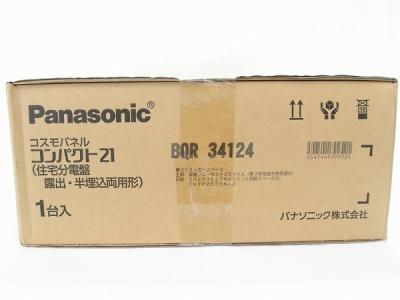 Panasonic®
コスモパネル
コンパクト21
(住宅分電盤
露出・半埋込両用形)
1台入
BQR 34124
パナソニック株式会社